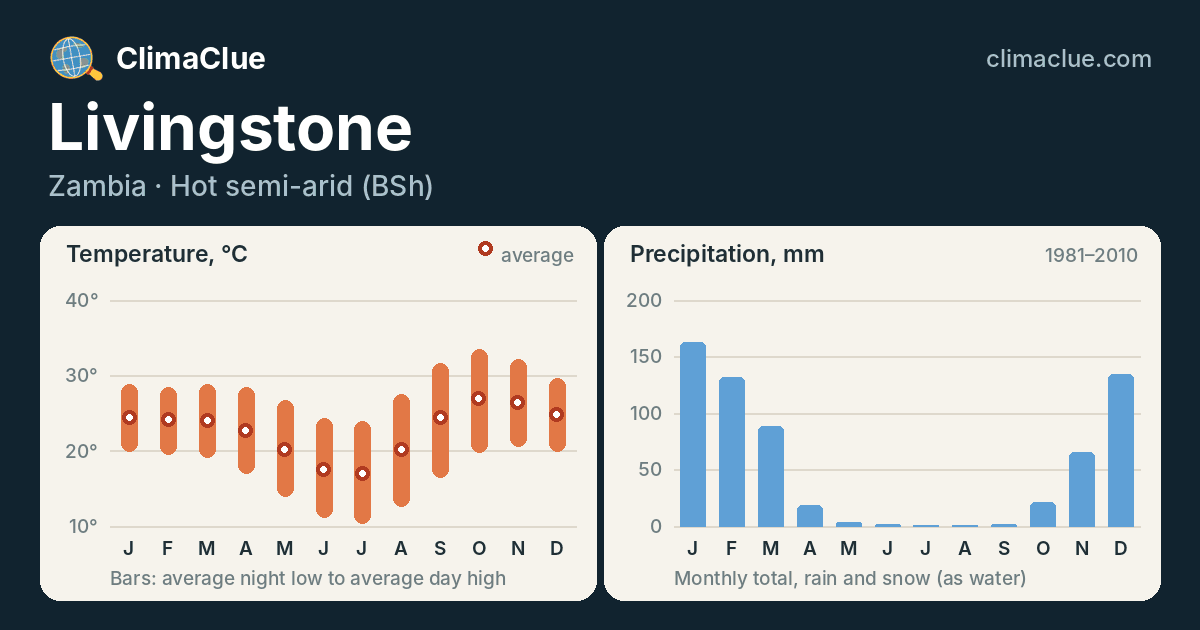 ClimaClue
climaclue.com
Livingstone
Zambia · Hot semi-arid (BSh)
Temperature, °C
average
40°
30°
20°
10°
J F M A M J J A S O N D
Bars: average night low to average day high
Precipitation, mm
1981–2010
200
150
100
50
0
J F M A M J J A S O N D
Monthly total, rain and snow (as water)